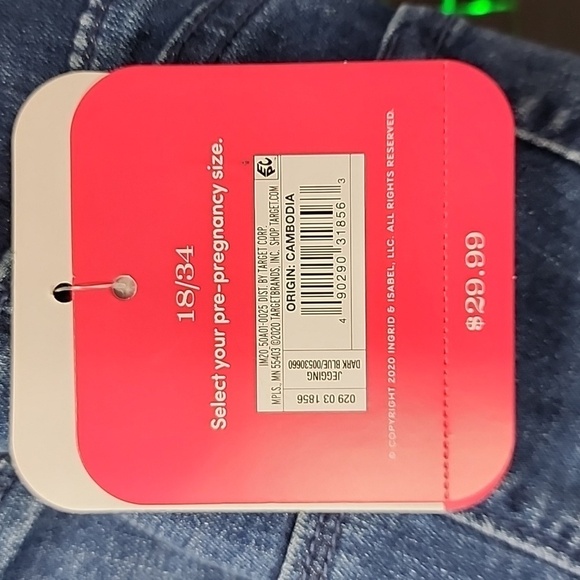 18/34
Select your pre-pregnancy size.
IM20 50A01-0025 DIST. BY TARGET CORP.
MPLS, MN 55403 ©2020 TARGETBRANDS, INC. SHOP TARGET.COM
ORIGIN: CAMBODIA
4 90290 31856 3
JEGGING
DARK BLUE/00530660
029 03 1856
© COPYRIGHT 2020 INGRID & ISABEL, LLC. ALL RIGHTS RESERVED.
$29.99